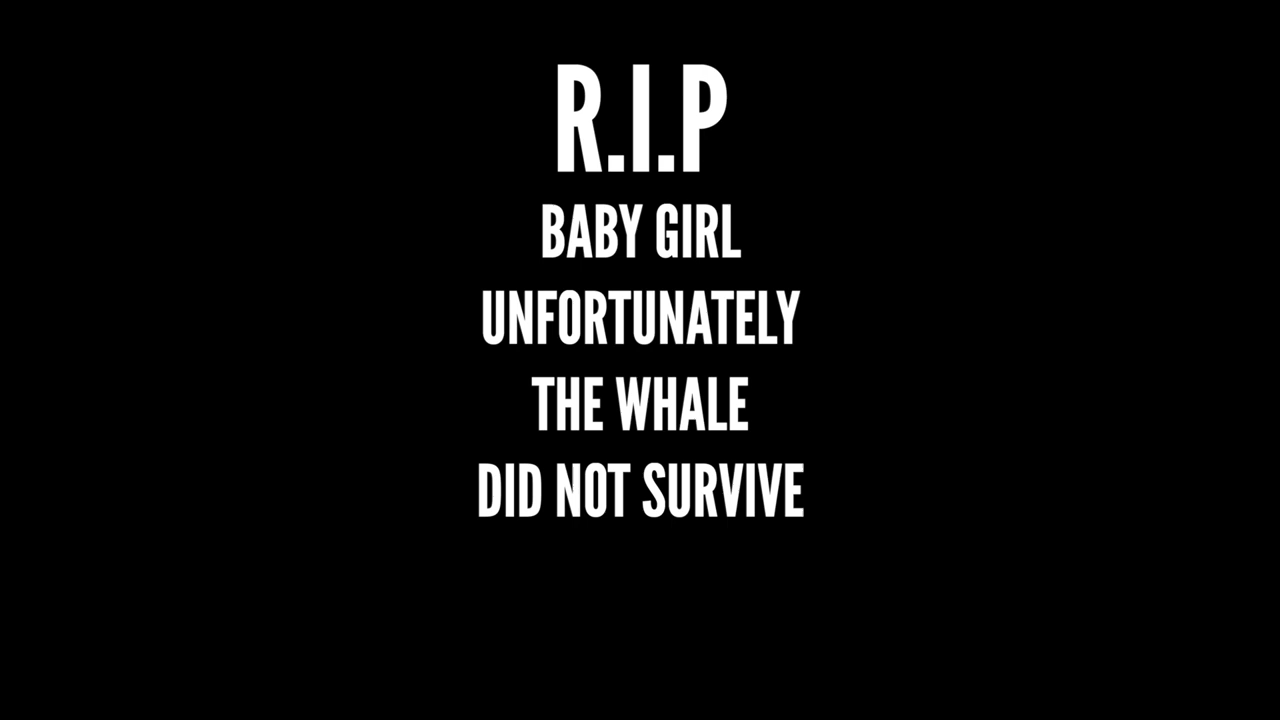 R.I.P
BABY GIRL
UNFORTUNATELY
THE WHALE
DID NOT SURVIVE